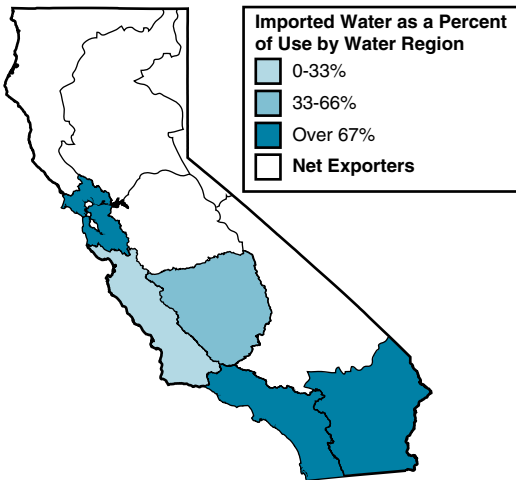 Imported Water as a Percent
of Use by Water Region
0-33%
33-66%
Over 67%
Net Exporters